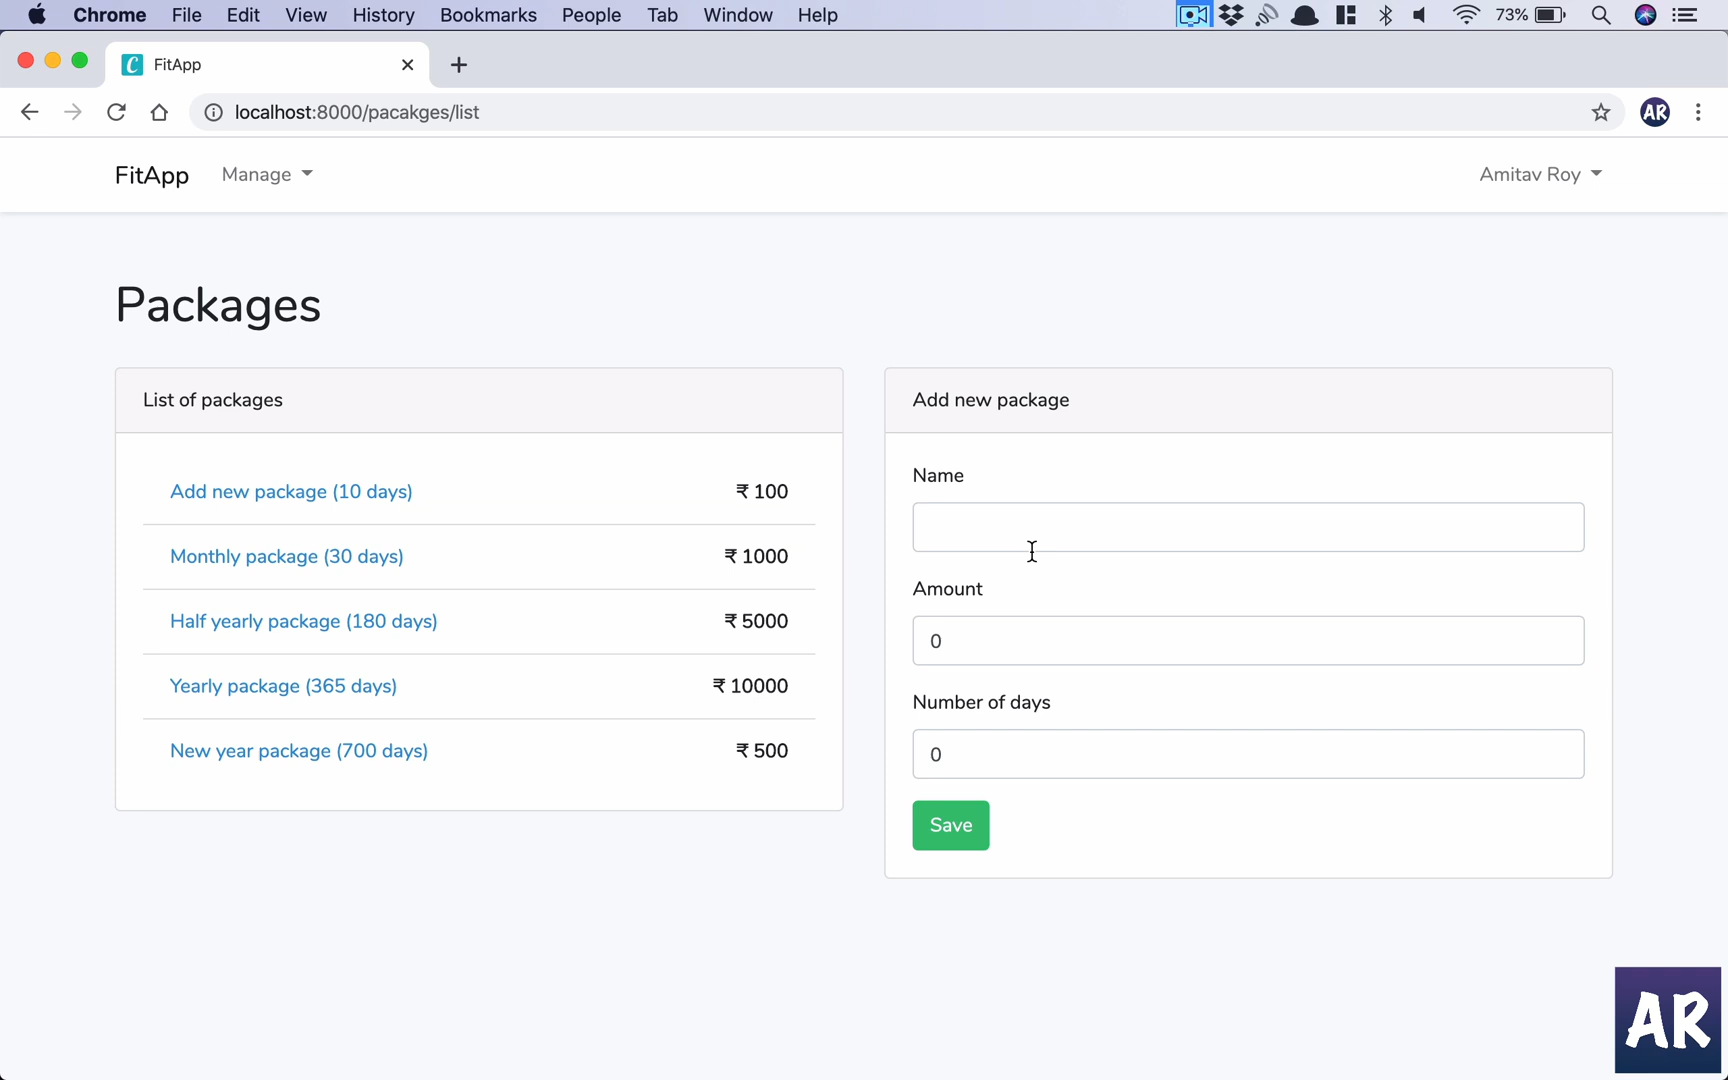 Chrome File Edit View History Bookmarks People Tab Window Help 73%
C FitApp
localhost:8000/pacakges/list AR
FitApp Manage Amitav Roy
Packages
List of packages
Add new package (10 days) ₹ 100
Monthly package (30 days) ₹ 1000
Half yearly package (180 days) ₹ 5000
Yearly package (365 days) ₹ 10000
New year package (700 days) ₹ 500
Add new package
Name
Amount
0
Number of days
0
Save
AR